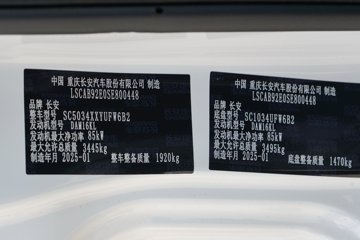 中国 重庆长安汽车股份有限公司 制造
LSCAB92E0SE800448
品牌 长安
整车型号 SC5034XXYUFW6B2
发动机型号 DAM16KL
发动机最大净功率 85kW
最大允许总质量 3445kg
制造年月 2025-01 整车整备质量 1920kg
中国 重庆长安汽车股份有限公司 制造
LSCAB92E0SE800448
品牌 长安
底盘型号 SC1034UFW6B2
发动机型号 DAM16KL
发动机最大净功率 85kW
最大允许总质量 3495kg
制造年月 2025-01 底盘整备质量 1470kg